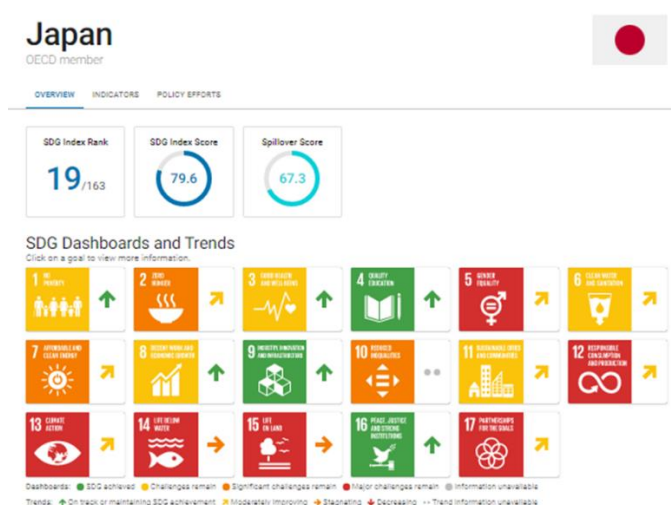 Japan
OECD member
OVERVIEW INDICATORS POLICY EFFORTS
SDG Index Rank
19/163
SDG Index Score
79.6
Spillover Score
67.3
SDG Dashboards and Trends
Click on a goal to view more information.
1 NO POVERTY
2 ZERO HUNGER
3 GOOD HEALTH AND WELL-BEING
4 QUALITY EDUCATION
5 GENDER EQUALITY
6 CLEAN WATER AND SANITATION
7 AFFORDABLE AND CLEAN ENERGY
8 DECENT WORK AND ECONOMIC GROWTH
9 INDUSTRY, INNOVATION AND INFRASTRUCTURE
10 REDUCED INEQUALITIES
11 SUSTAINABLE CITIES AND COMMUNITIES
12 RESPONSIBLE CONSUMPTION AND PRODUCTION
13 CLIMATE ACTION
14 LIFE BELOW WATER
15 LIFE ON LAND
16 PEACE, JUSTICE AND STRONG INSTITUTIONS
17 PARTNERSHIPS FOR THE GOALS
Dashboards: SDG achieved Challenges remain Significant challenges remain Major challenges remain Information unavailable
Trends: On track or maintaining SDG achievement Moderately improving Stagnating Decreasing Trend information unavailable